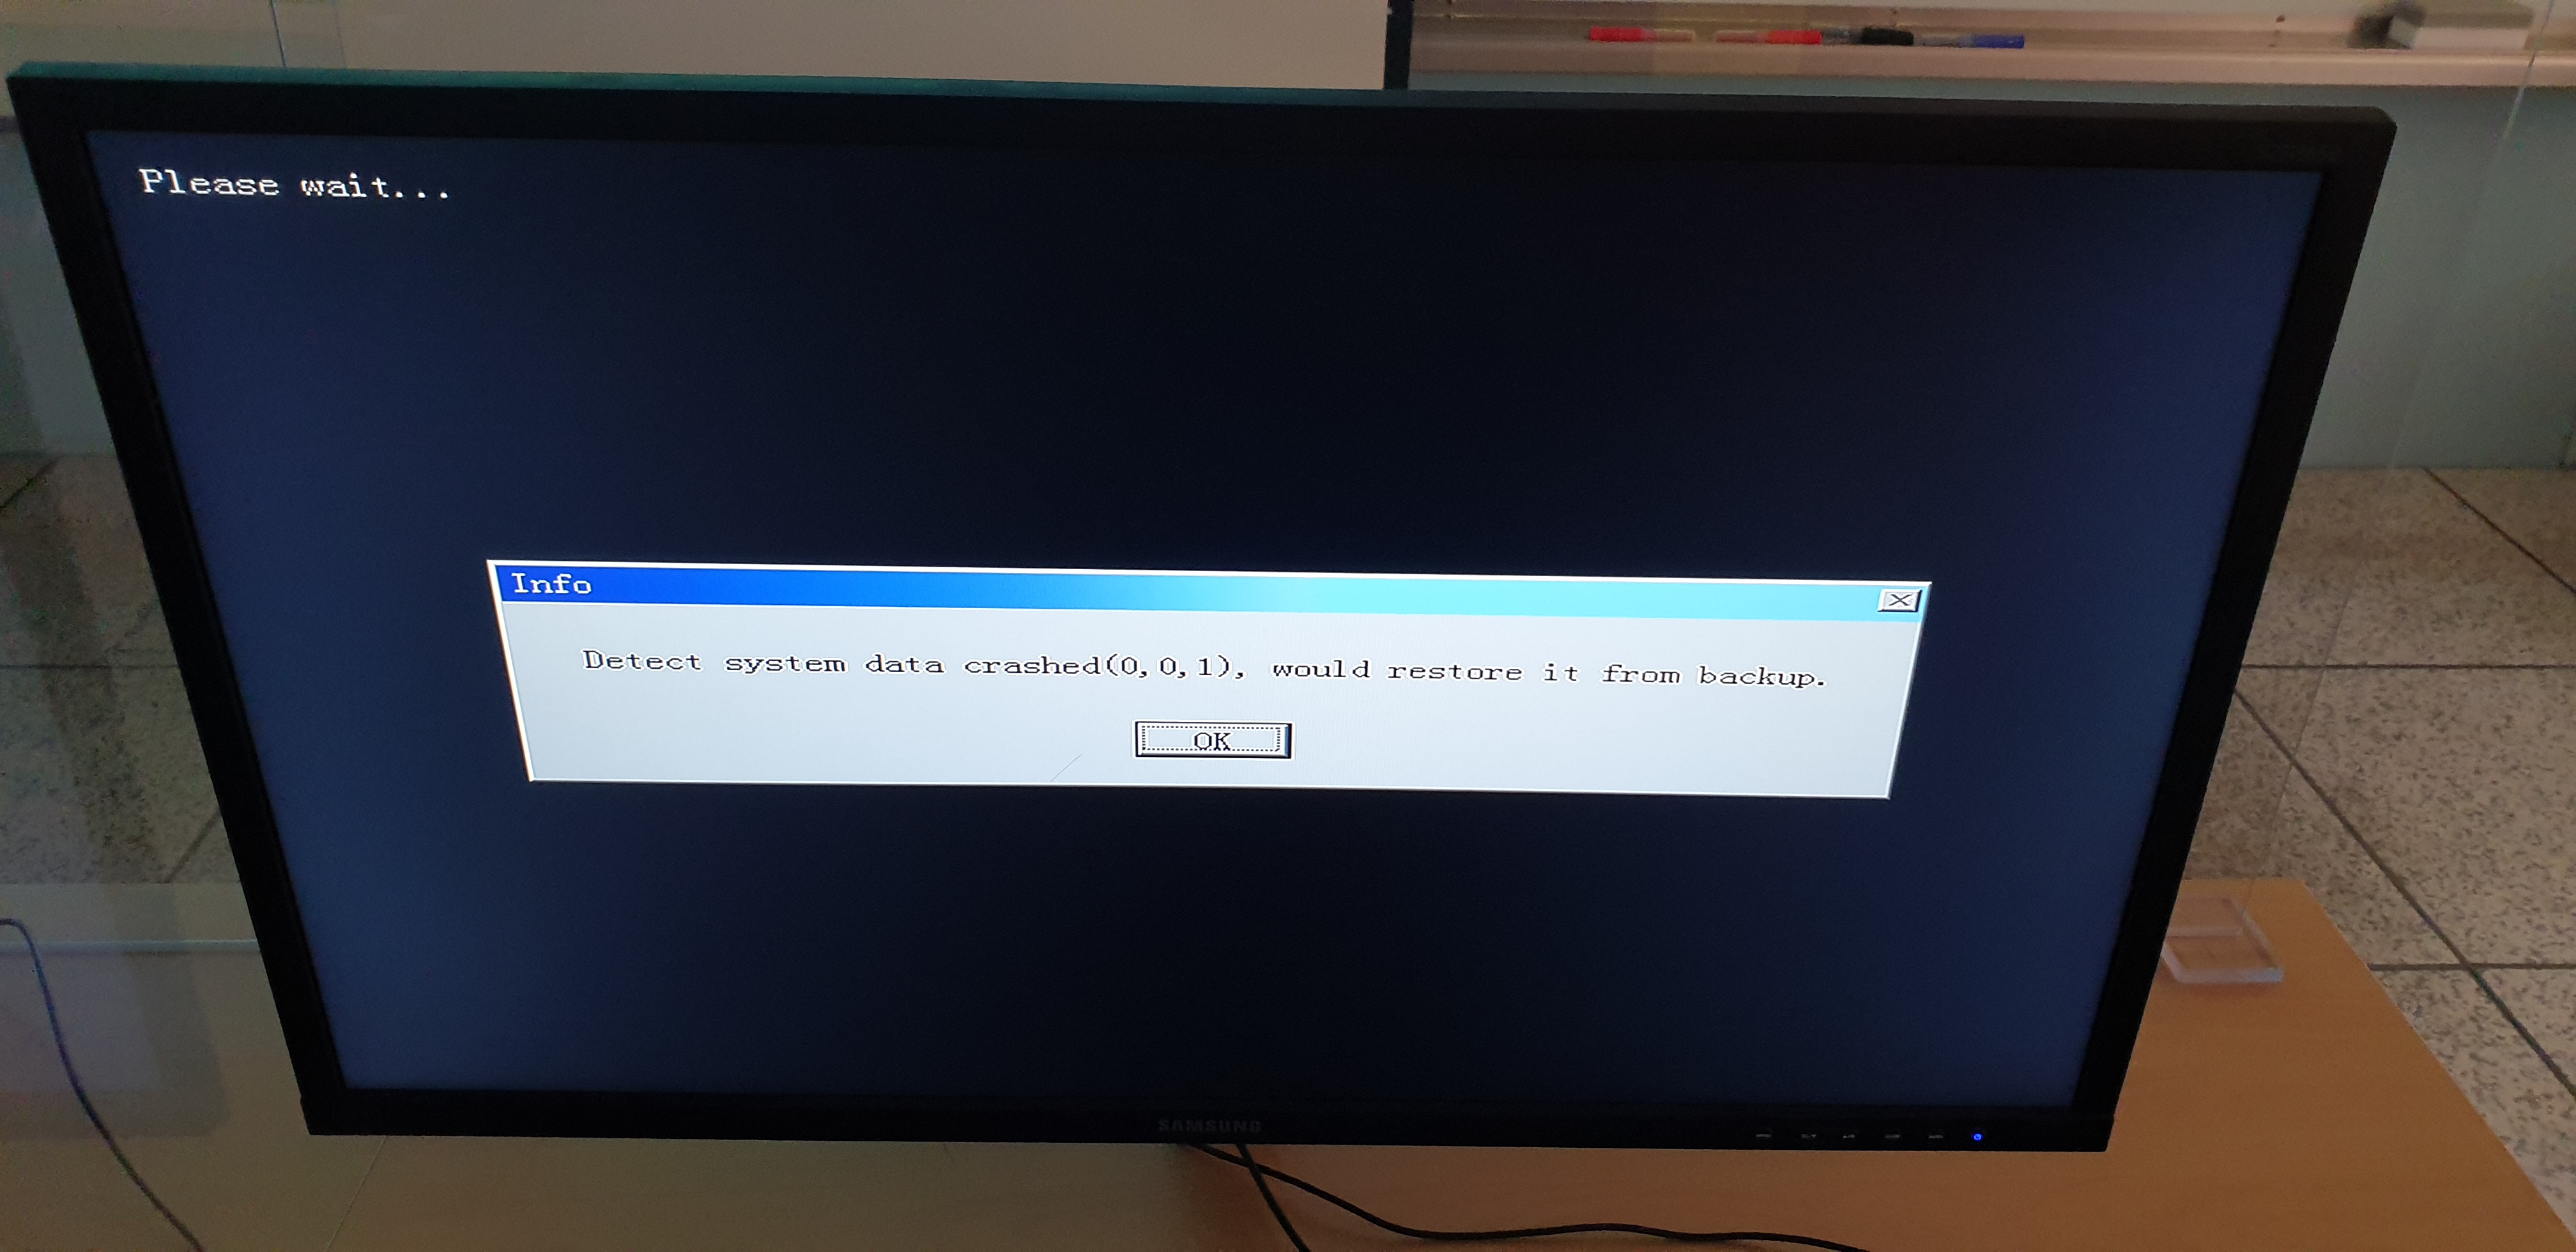 Please wait...
Info
Detect system data crashed(0,0,1), would restore it from backup.
OK
SAMSUNG